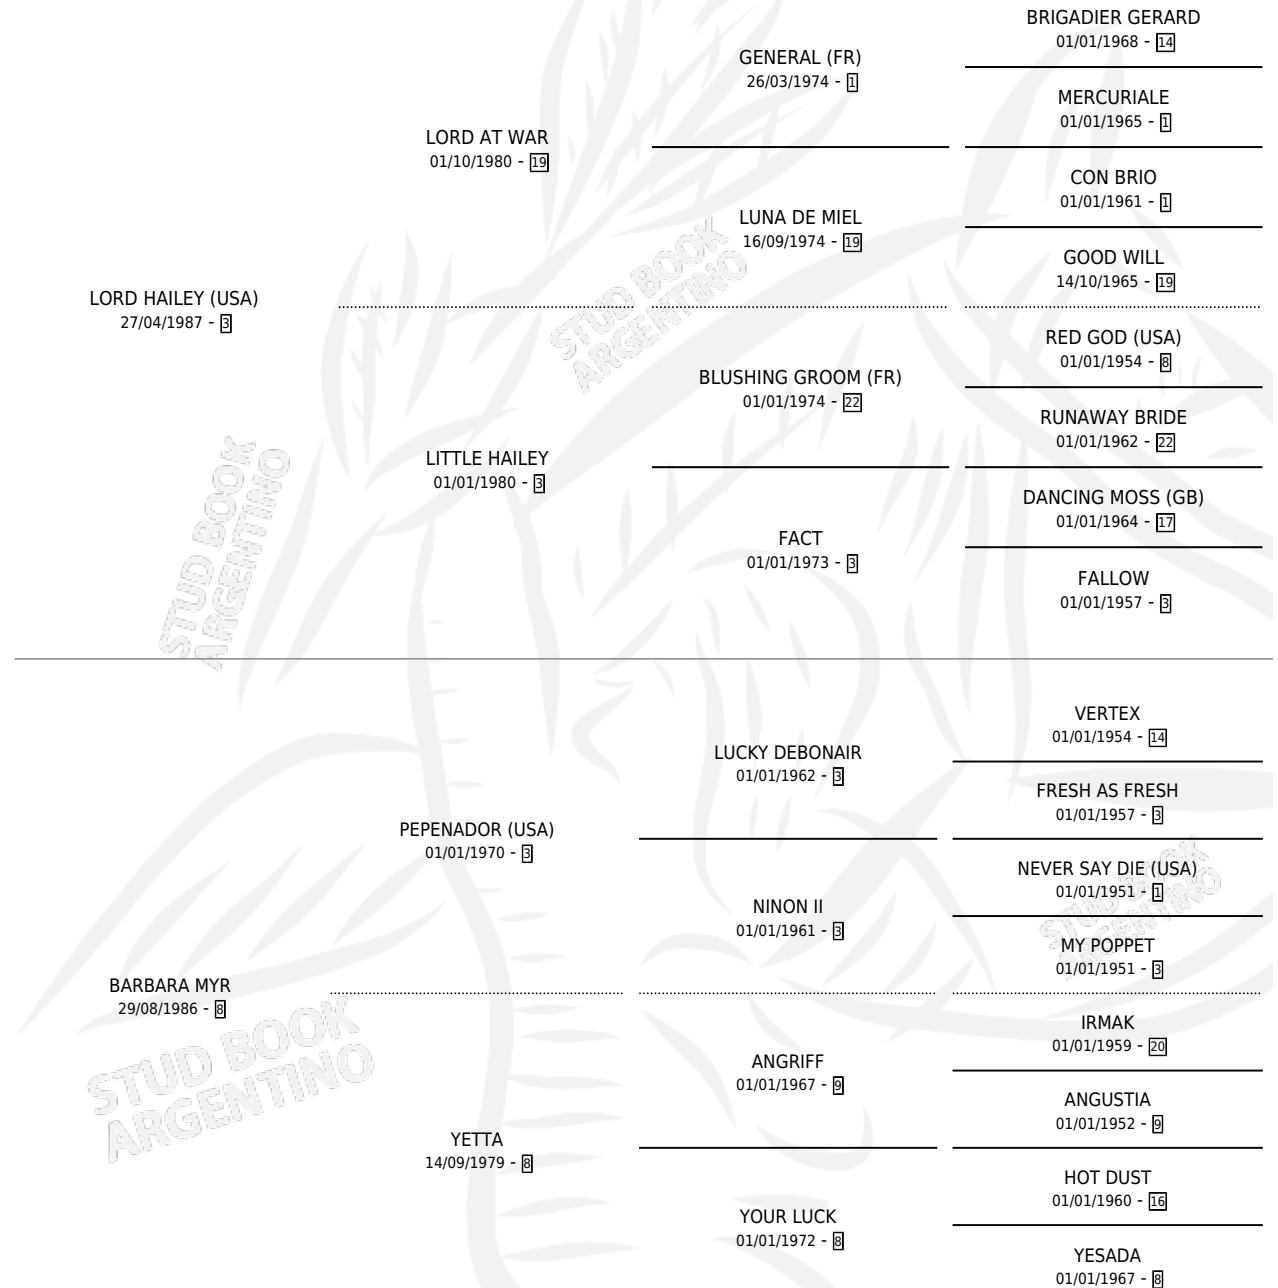 BRIGADIER GERARD
01/01/1968 - 14
GENERAL (FR)
26/03/1974 - 1
MERCURIALE
01/01/1965 - 1
LORD AT WAR
01/10/1980 - 19
CON BRIO
01/01/1961 - 1
LUNA DE MIEL
16/09/1974 - 19
GOOD WILL
14/10/1965 - 19
LORD HAILEY (USA)
27/04/1987 - 3
RED GOD (USA)
01/01/1954 - 8
BLUSHING GROOM (FR)
01/01/1974 - 22
RUNAWAY BRIDE
01/01/1962 - 22
LITTLE HAILEY
01/01/1980 - 3
DANCING MOSS (GB)
01/01/1964 - 17
FACT
01/01/1973 - 3
FALLOW
01/01/1957 - 3
STUD BOOK
ARGENTINO
STUD BOOK
ARGENTINO
VERTEX
01/01/1954 - 14
LUCKY DEBONAIR
01/01/1962 - 3
FRESH AS FRESH
01/01/1957 - 3
PEPENADOR (USA)
01/01/1970 - 3
NEVER SAY DIE (USA)
01/01/1951 - 1
NINON II
01/01/1961 - 3
MY POPPET
01/01/1951 - 3
BARBARA MYR
29/08/1986 - 8
IRMAK
01/01/1959 - 20
ANGRIFF
01/01/1967 - 9
ANGUSTIA
01/01/1952 - 9
YETTA
14/09/1979 - 8
HOT DUST
01/01/1960 - 16
YOUR LUCK
01/01/1972 - 8
YESADA
01/01/1967 - 8
STUD BOOK
ARGENTINO
STUD BOOK
ARGENTINO